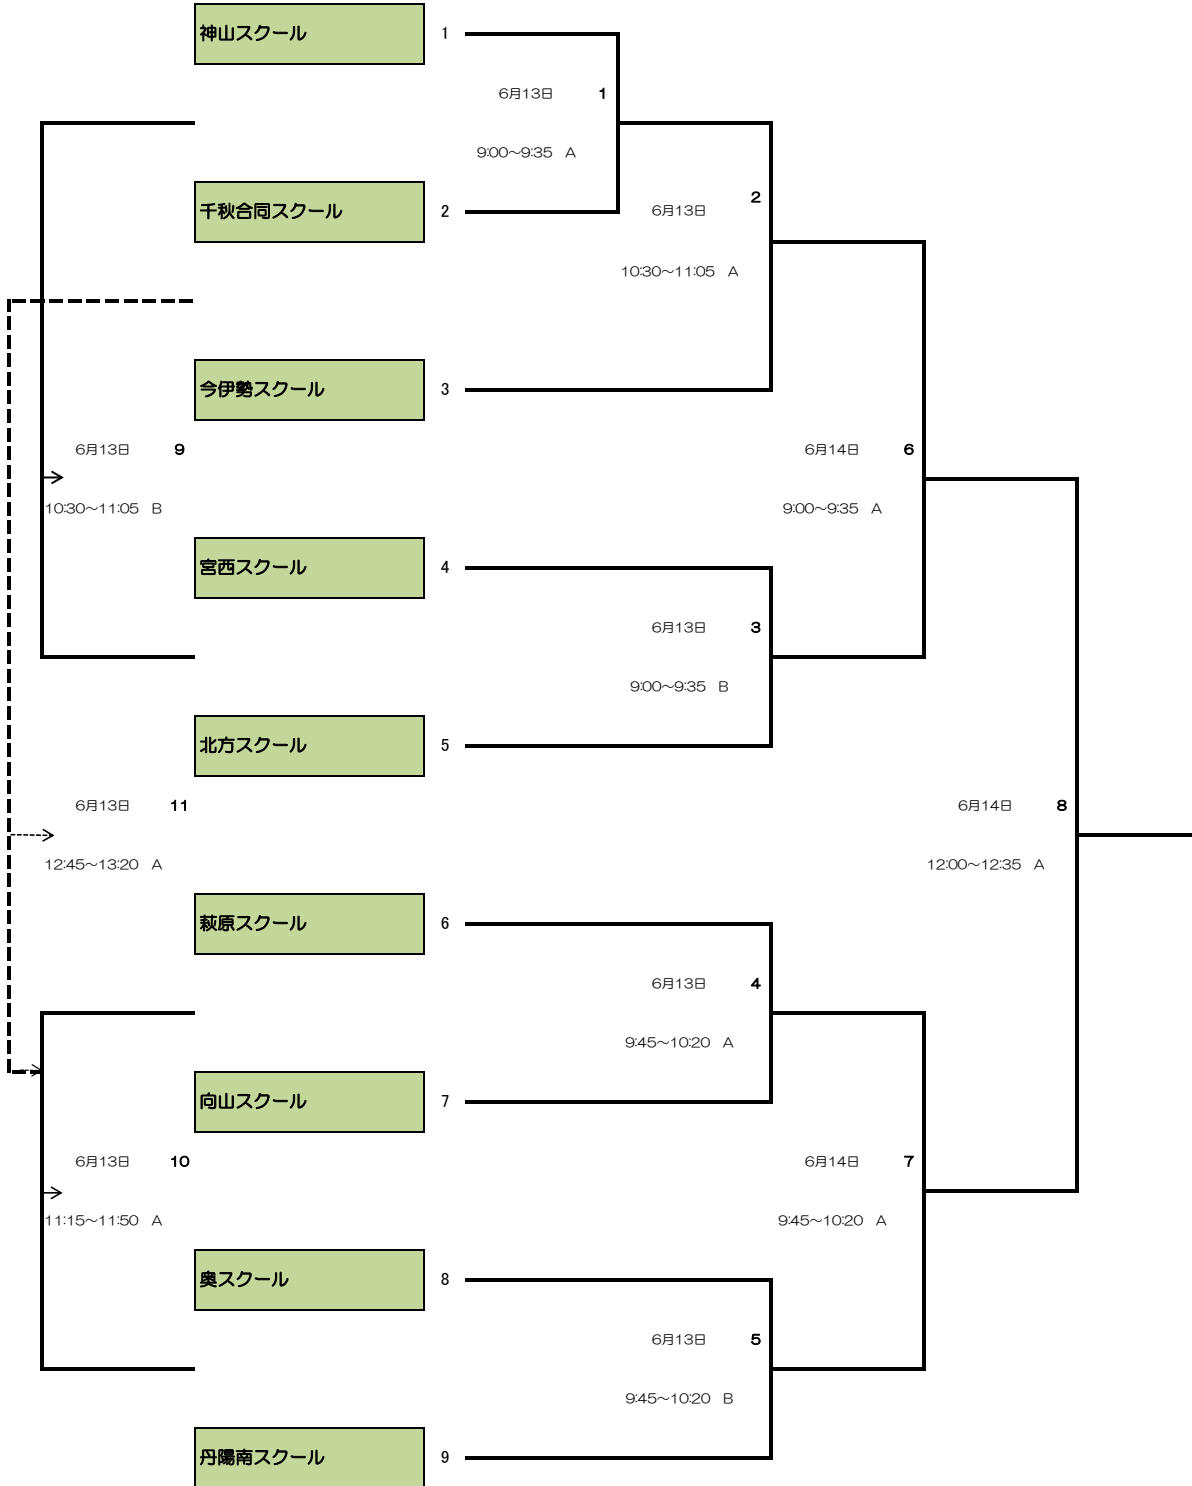 神山スクール 1
6月13日 1
9:00～9:35 A
千秋合同スクール 2
6月13日 2
10:30～11:05 A
今伊勢スクール 3
6月13日 9
6月14日 6
10:30～11:05 B
9:00～9:35 A
宮西スクール 4
6月13日 3
9:00～9:35 B
北方スクール 5
6月13日 11
6月14日 8
12:45～13:20 A
12:00～12:35 A
萩原スクール 6
6月13日 4
9:45～10:20 A
向山スクール 7
6月13日 10
6月14日 7
11:15～11:50 A
9:45～10:20 A
奥スクール 8
6月13日 5
9:45～10:20 B
丹陽南スクール 9